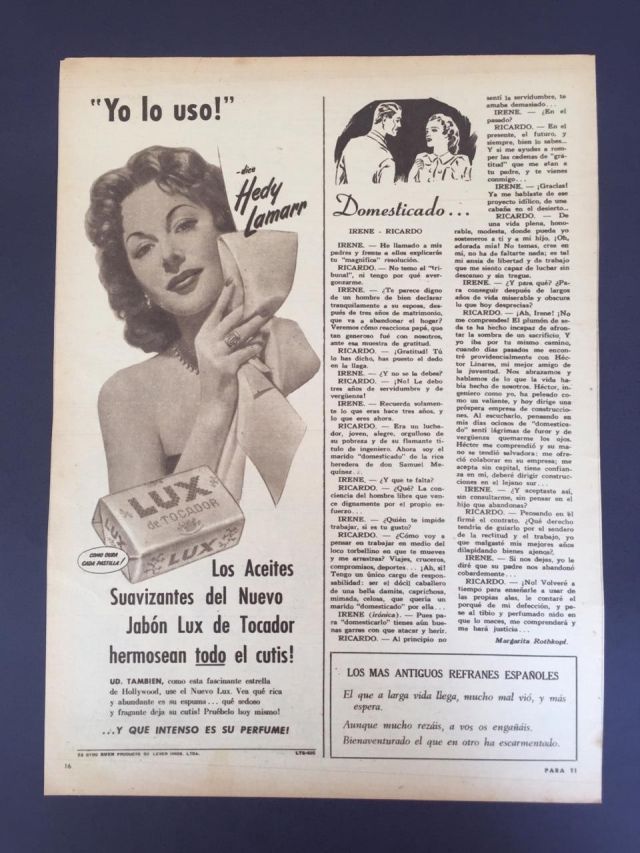 "Yo lo uso!"
-dice
Hedy
Lamarr
LUX
de TOCADOR
LUX
COMO DURA
CADA PASTILLA!
Los Aceites
Suavizantes del Nuevo
Jabón Lux de Tocador
hermosean todo el cutis!
UD. TAMBIEN, como esta fascinante estrella
de Hollywood, use el Nuevo Lux. Vea qué rica
y abundante es su espuma... qué sedoso
y fragante deja su cutis! Pruébelo hoy mismo!
...Y QUE INTENSO ES SU PERFUME!
ES OTRO BUEN PRODUCTO DE LEVER HNOS. LTDA.
16
Domesticado...
IRENE - RICARDO
IRENE. — He llamado a mis
padres y frente a ellos explicarás
tu "magnífica" resolución.
RICARDO. — No temo al "tri-
bunal", ni tengo por qué aver-
gonzarme.
IRENE. — ¿Te parece digno
de un hombre de bien declarar
tranquilamente a su esposa, des-
pués de tres años de matrimonio,
que va a abandonar el hogar?
Veremos cómo reacciona papá, que
tan generoso fué con nosotros,
ante esa muestra de gratitud.
RICARDO. — ¡Gratitud! Tú
lo has dicho, has puesto el dedo
en la llaga.
IRENE. — ¿Y no se la debes?
RICARDO. — ¡No! Le debo
tres años de servidumbre y de
vergüenza!
IRENE. — Recuerda solamen-
te lo que eras hace tres años, y
lo que eres ahora.
RICARDO. — Era un lucha-
dor, joven, alegre, orgulloso de
su pobreza y de su flamante tí-
tulo de ingeniero. Ahora soy el
marido "domesticado" de la rica
heredera de don Samuel Me-
quínez...
IRENE. — ¿Y que te falta?
RICARDO. — ¿Qué? La con-
ciencia del hombre libre que ven-
ce dignamente por el propio es-
fuerzo...
IRENE. — ¿Quién te impide
trabajar, si es tu gusto?
RICARDO. — ¿Cómo voy a
pensar en trabajar en medio del
loco torbellino en que te mueves
y me arrastras? Viajes, cruceros,
compromisos, deportes... ¡Ah, sí!
Tengo un único cargo de respon-
sabilidad: ser el dócil caballero
de una bella damita, caprichosa,
mimada, celosa, que quería un
marido "domesticado" por ella...
IRENE (irónica). — Pues pa-
ra "domesticarlo" tienes aún bue-
nas garras con que atacar y herir.
RICARDO. — Al principio no
sentí la servidumbre, te
amaba demasiado...
IRENE. — ¿En el
pasado?
RICARDO. — En el
presente, el futuro, y
siempre, bien lo sabes...
Y si me ayudas a rom-
per las cadenas de "gra-
titud" que me atan a
tu padre, y te vienes
conmigo...
IRENE. — ¡Gracias!
Ya me hablaste de ese
proyecto idílico, de una
cabaña en el desierto...
RICARDO. — De
una vida plena, hono-
rable, modesta, donde pueda yo
sosteneros a ti y a mi hijo, ¡Oh,
adorada mía! No temas, cree en
mí, no ha de faltarte nada; es tal
mi ansia de libertad y de trabajo
que me siento capaz de luchar sin
descanso y sin tregua.
IRENE. — ¿Y para qué? ¿Pa-
ra conseguir después de largos
años de vida miserable y obscura
lo que hoy desprecias?
RICARDO. — ¡Ah, Irene! ¡No
me comprendes! El plumón de se-
da te ha hecho incapaz de afron-
tar la sombra de un sacrificio. Y
yo iba por tu mismo camino,
cuando días pasados me encon-
tré providencialmente con Héc-
tor Linares, mi mejor amigo de
la juventud. Nos abrazamos y
hablamos de lo que la vida ha-
bía hecho de nosotros. Héctor, in-
geniero como yo, ha peleado co-
mo un valiente, y hoy dirige una
próspera empresa de construccio-
nes. Al escucharlo, pensando en
mis días ociosos de "domestica-
do" sentí lágrimas de furor y de
vergüenza quemarme los ojos.
Héctor me comprendió y su ma-
no se tendió salvadora: me ofre-
ció colaborar en su empresa; me
acepta sin capital, tiene confian-
za en mí, deberé dirigir construc-
ciones en el lejano sur...
IRENE. — ¿Y aceptaste así,
sin consultarme, sin pensar en el
hijo que abandonas?
RICARDO. — Pensando en él
firmé el contrato. ¿Qué derecho
tendría de guiarlo por el sendero
de la rectitud y el trabajo, yo
que malgasté mis mejores años
dilapidando bienes ajenos?
IRENE. — Si nos dejas, yo le
diré que su padre nos abandonó
cobardemente...
RICARDO. — ¡No! Volveré a
tiempo para enseñarle a usar de
las propias alas, le contaré el
porqué de mi defección, y pe-
se al tibio y perfumado nido en
que lo meces, me comprenderá y
me hará justicia...
Margarita Rothkopf.
LOS MAS ANTIGUOS REFRANES ESPAÑOLES
El que a larga vida llega, mucho mal vió, y más
espera.
Aunque mucho rezáis, a vos os engañáis.
Bienaventurado el que en otro ha escarmentado.
PARA TI